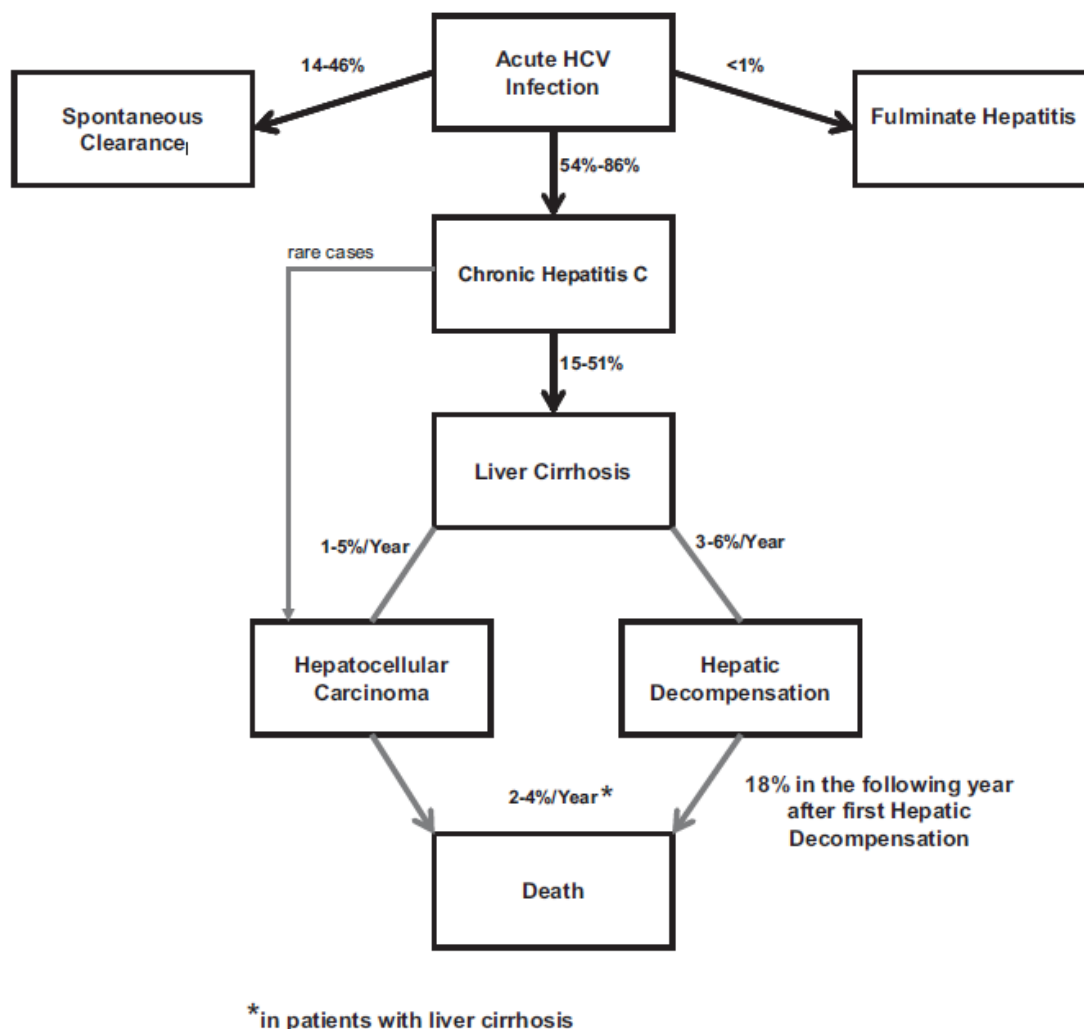 Acute HCV
Infection
14-46%
<1%
Spontaneous
Clearance
Fulminate Hepatitis
54%-86%
rare cases
Chronic Hepatitis C
15-51%
Liver Cirrhosis
1-5%/Year
3-6%/Year
Hepatocellular
Carcinoma
Hepatic
Decompensation
2-4%/Year*
18% in the following year
after first Hepatic
Decompensation
Death
*in patients with liver cirrhosis